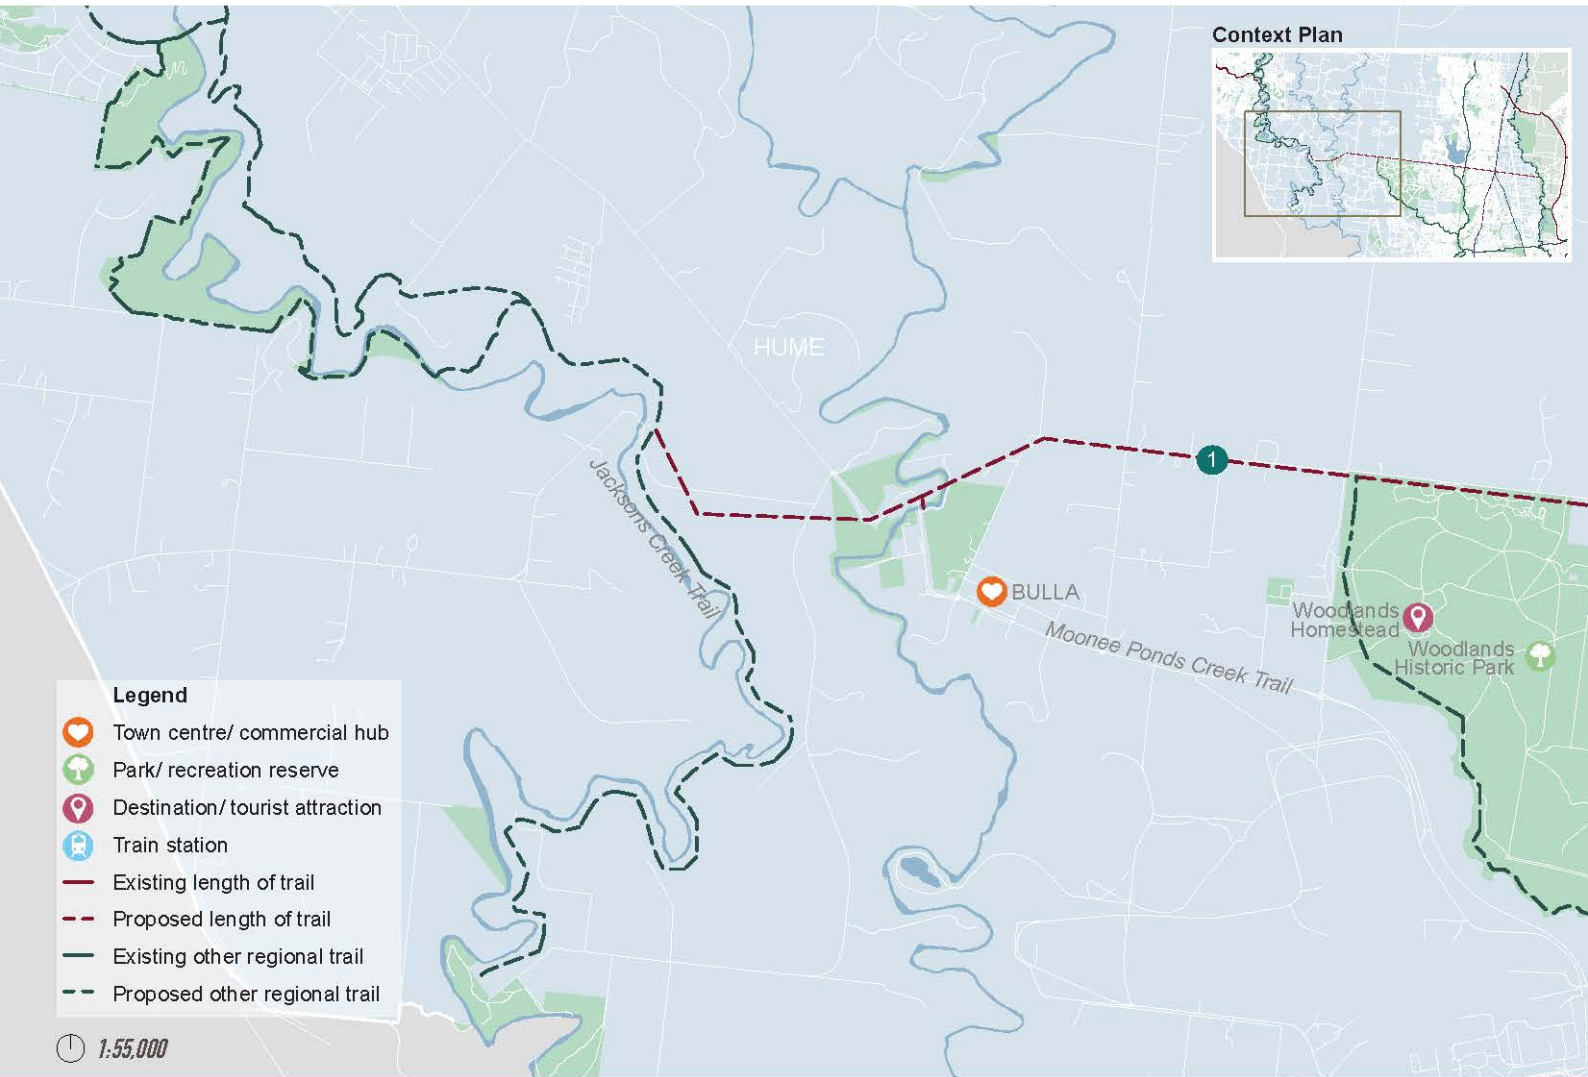 Context Plan
HUME
1
Jacksons Creek Trail
BULLA
Moonee Ponds Creek Trail
Woodlands
Homestead
Woodlands
Historic Park
Legend
Town centre/ commercial hub
Park/ recreation reserve
Destination/ tourist attraction
Train station
Existing length of trail
Proposed length of trail
Existing other regional trail
Proposed other regional trail
1:55,000